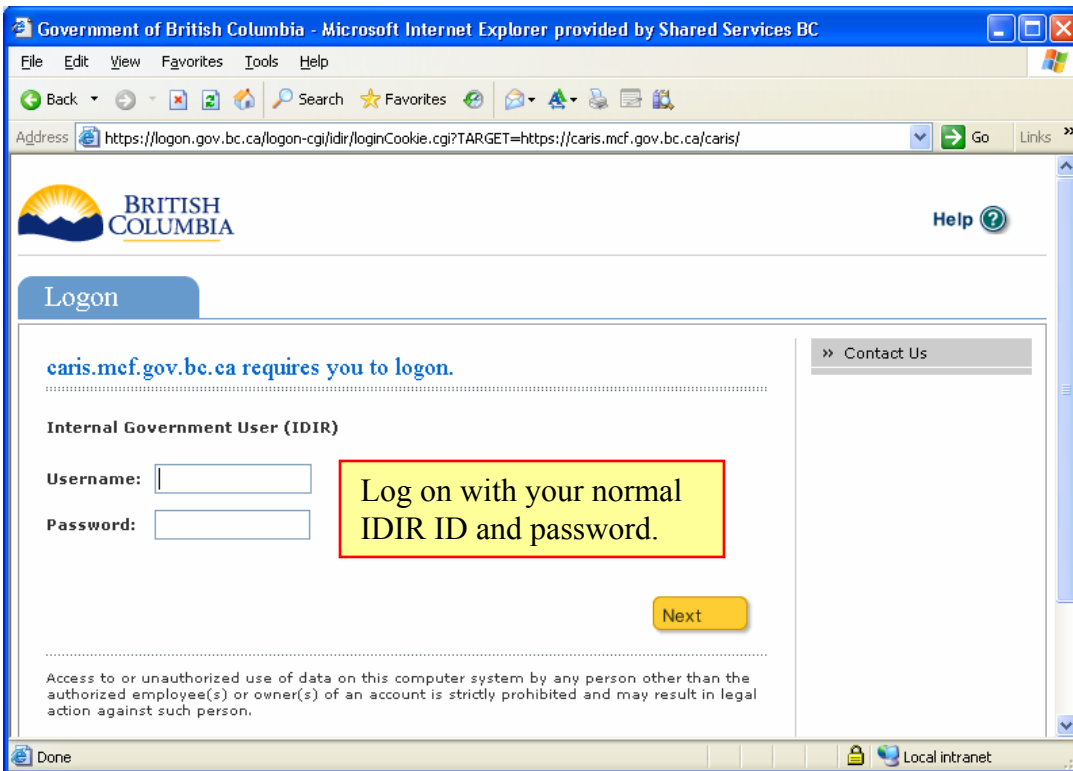 Government of British Columbia - Microsoft Internet Explorer provided by Shared Services BC
File Edit View Favorites Tools Help
Back Search Favorites
Address https://logon.gov.bc.ca/logon-cgi/idir/loginCookie.cgi?TARGET=https://caris.mcf.gov.bc.ca/caris/ Go Links »
BRITISH
COLUMBIA
Help ?
Logon
caris.mcf.gov.bc.ca requires you to logon.
» Contact Us
Internal Government User (IDIR)
Username:
Password:
Log on with your normal
IDIR ID and password.
Next
Access to or unauthorized use of data on this computer system by any person other than the
authorized employee(s) or owner(s) of an account is strictly prohibited and may result in legal
action against such person.
Done Local intranet